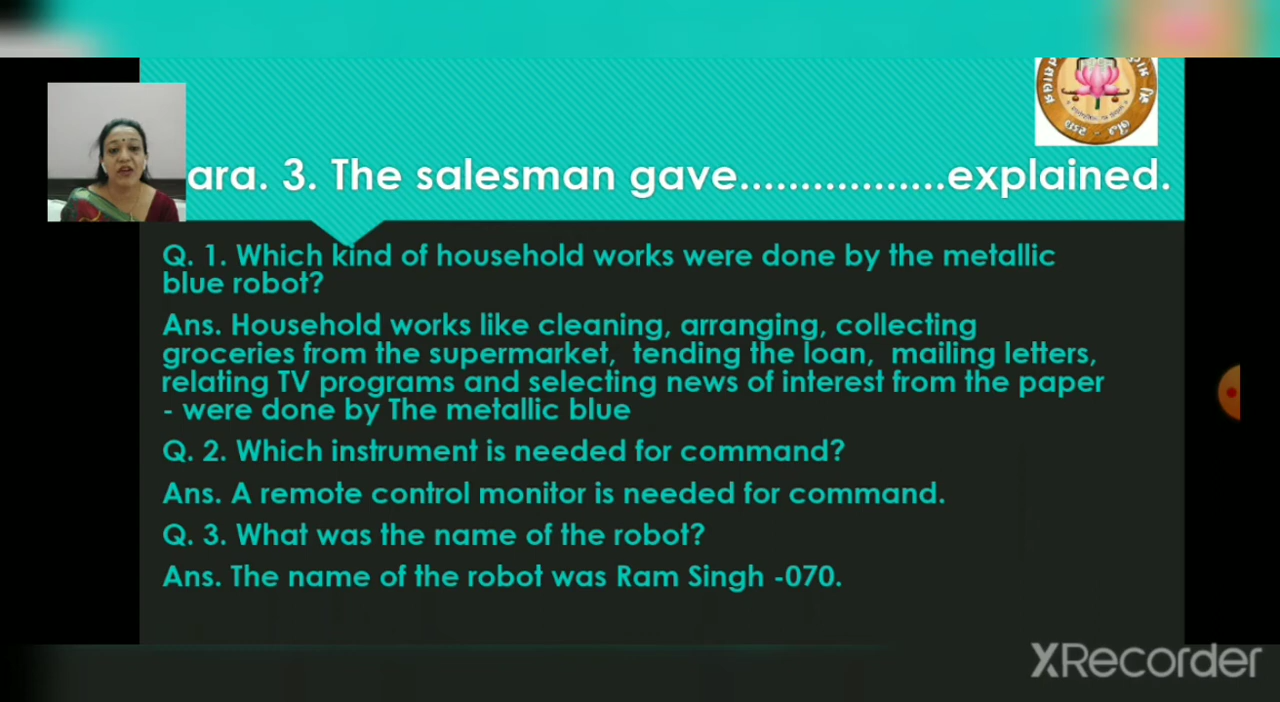 ara. 3. The salesman gave.................explained.
Q. 1. Which kind of household works were done by the metallic
blue robot?
Ans. Household works like cleaning, arranging, collecting
groceries from the supermarket, tending the loan, mailing letters,
relating TV programs and selecting news of interest from the paper
- were done by The metallic blue
Q. 2. Which instrument is needed for command?
Ans. A remote control monitor is needed for command.
Q. 3. What was the name of the robot?
Ans. The name of the robot was Ram Singh -070.
XRecorder